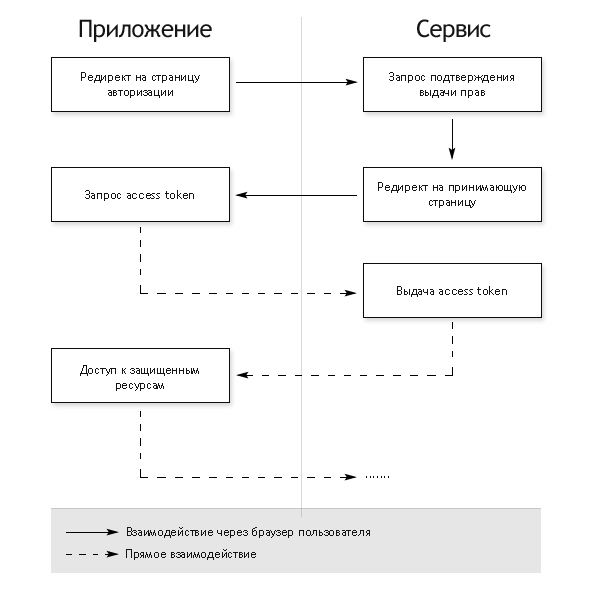 Приложение
Сервис
Редирект на страницу
авторизации
Запрос подтверждения
выдачи прав
Запрос access token
Редирект на принимающую
страницу
Выдача access token
Доступ к защищенным
ресурсам
.......
Взаимодействие через браузер пользователя
Прямое взаимодействие